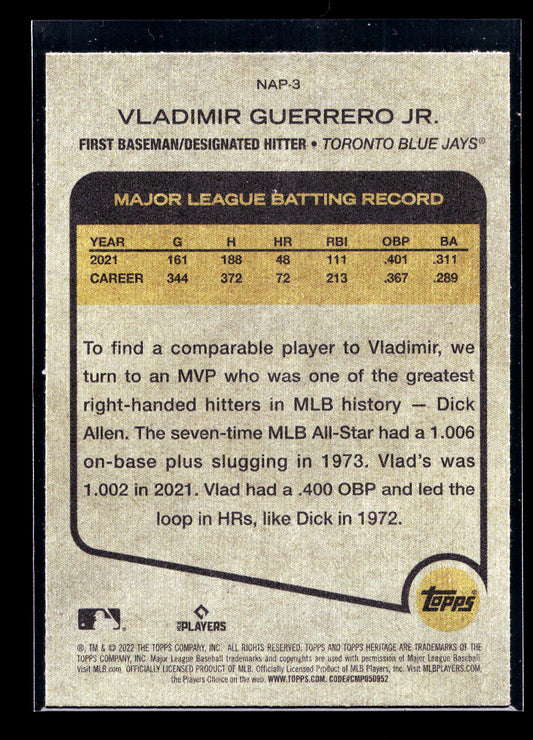 NAP-3
VLADIMIR GUERRERO JR.
FIRST BASEMAN/DESIGNATED HITTER • TORONTO BLUE JAYS®
MAJOR LEAGUE BATTING RECORD
YEAR G H HR RBI OBP BA
2021 161 188 48 111 .401 .311
CAREER 344 372 72 213 .367 .289
To find a comparable player to Vladimir, we
turn to an MVP who was one of the greatest
right-handed hitters in MLB history — Dick
Allen. The seven-time MLB All-Star had a 1.006
on-base plus slugging in 1973. Vlad's was
1.002 in 2021. Vlad had a .400 OBP and led the
loop in HRs, like Dick in 1972.
Topps
MLB PLAYERS
®, TM & © 2022 THE TOPPS COMPANY, INC. ALL RIGHTS RESERVED. TOPPS AND TOPPS HERITAGE ARE TRADEMARKS OF THE
TOPPS COMPANY, INC. Major League Baseball trademarks and copyrights are used with permission of Major League Baseball.
Visit MLB.com. OFFICIALLY LICENSED PRODUCT OF MLB. Officially Licensed Product of MLB Players, Inc. Visit MLBPLAYERS.COM,
the Players Choice on the web. WWW.TOPPS.COM. CODE#CMP050952